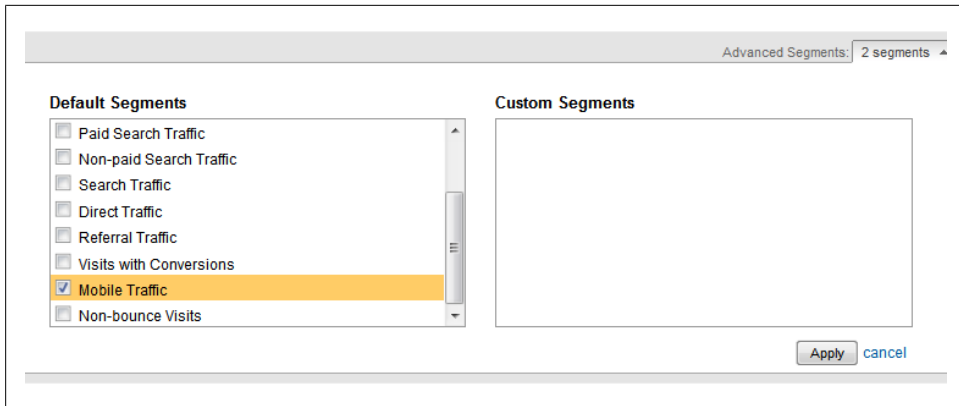 Advanced Segments: 2 segments
Default Segments
Custom Segments
Paid Search Traffic
Non-paid Search Traffic
Search Traffic
Direct Traffic
Referral Traffic
Visits with Conversions
Mobile Traffic
Non-bounce Visits
Apply cancel